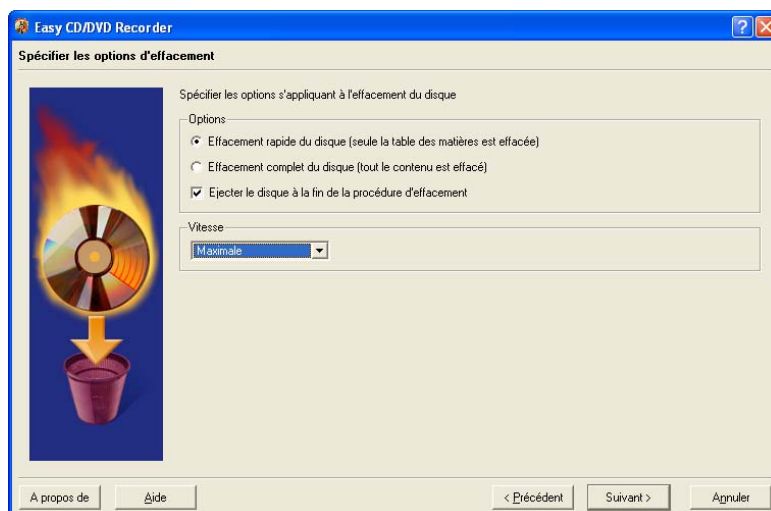 Easy CD/DVD Recorder
Spécifier les options d'effacement
Spécifier les options s'appliquant à l'effacement du disque
Options
Effacement rapide du disque (seule la table des matières est effacée)
Effacement complet du disque (tout le contenu est effacé)
Ejecter le disque à la fin de la procédure d'effacement
Vitesse
Maximale
A propos de
Aide
< Précédent
Suivant >
Annuler